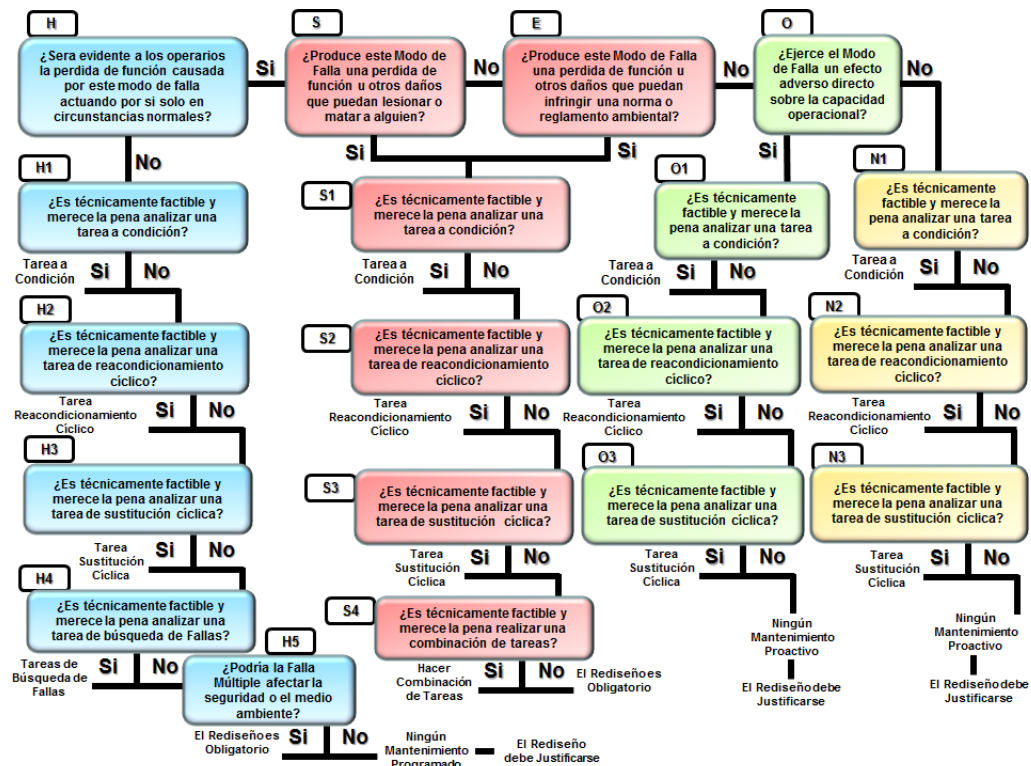 H
¿Sera evidente a los operarios
la perdida de función causada
por este modo de falla
actuando por si solo en
circunstancias normales?
Si
S
¿Produce este Modo de
Falla una perdida de
función u otros daños
que puedan lesionar o
matar a alguien?
No
E
¿Produce este Modo de Falla
una perdida de función u
otros daños que puedan
infringir una norma o
reglamento ambiental?
No
O
¿Ejerce el Modo
de Falla un efecto
adverso directo
sobre la capacidad
operacional?
No
No
Si
Si
Si
H1
¿Es técnicamente factible y
merece la pena analizar una
tarea a condición?
Tarea a
Condición
Si
No
S1
¿Es técnicamente factible y
merece la pena analizar una
tarea a condición?
Si
No
O1
¿Es técnicamente
factible y merece la
pena analizar una tarea
a condición?
Tarea a
Condición
Si
No
N1
¿Es técnicamente
factible y merece la
pena analizar una tarea
a condición?
Tarea a
Condición
Si
No
H2
¿Es técnicamente factible y
merece la pena analizar una
tarea de reacondicionamiento
cíclico?
Tarea
Reacondicionamiento
Cíclico
Si
No
S2
¿Es técnicamente factible y
merece la pena analizar una
tarea de reacondicionamiento
cíclico?
Tarea
Reacondicionamiento
Cíclico
Si
No
O2
¿Es técnicamente factible y
merece la pena analizar una
tarea de reacondicionamiento
cíclico?
Tarea
Reacondicionamiento
Cíclico
Si
No
N2
¿Es técnicamente factible y
merece la pena analizar una
tarea de reacondicionamiento
cíclico?
Tarea
Reacondicionamiento
Cíclico
Si
No
H3
¿Es técnicamente factible y
merece la pena analizar una
tarea de sustitución cíclica?
Tarea
Sustitución
Cíclica
Si
No
S3
¿Es técnicamente factible y
merece la pena analizar una
tarea de sustitución cíclica?
Tarea
Sustitución
Cíclica
Si
No
O3
¿Es técnicamente factible y
merece la pena analizar una
tarea de sustitución cíclica?
Tarea
Sustitución
Cíclica
Si
No
Ningún
Mantenimiento
Proactivo
El Rediseño debe
Justificarse
N3
¿Es técnicamente factible y
merece la pena analizar una
tarea de sustitución cíclica?
Tarea
Sustitución
Cíclica
Si
No
Ningún
Mantenimiento
Proactivo
El Rediseño debe
Justificarse
H4
¿Es técnicamente factible y
merece la pena analizar una
tarea de búsqueda de Fallas?
Tareas de
Búsqueda de
Fallas
Si
No
S4
¿Es técnicamente factible y
merece la pena realizar una
combinación de tareas?
Hacer
Combinación
de Tareas
Si
No
El Rediseño es
Obligatorio
H5
¿Podría la Falla
Múltiple afectar la
seguridad o el medio
ambiente?
El Rediseño es
Obligatorio
Si
No
Ningún
Mantenimiento
Programado
El Rediseño
debe Justificarse